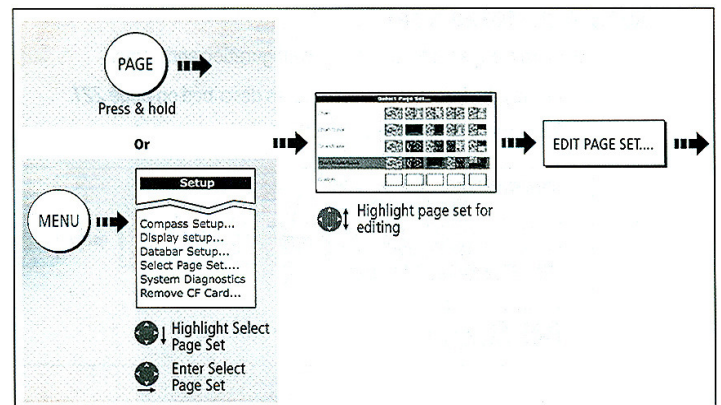 PAGE
Press & hold
Or
MENU
Setup
Compass Setup...
Display setup...
Databar Setup...
Select Page Set....
System Diagnostics
Remove CF Card...
Highlight Select
Page Set
Enter Select
Page Set
Select Page Set...
Highlight page set for
editing
EDIT PAGE SET....